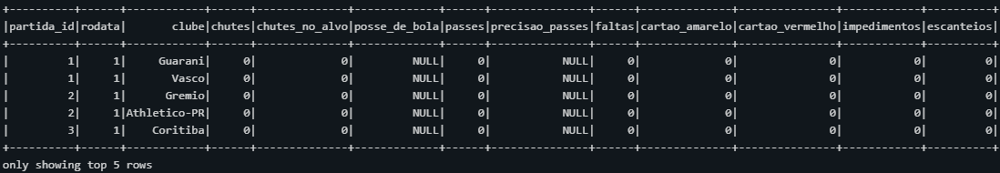 +----------+------+------------+------+-------------+-------------+------+---------------+------+--------------+---------------+------------+----------+
|partida_id|rodata|       clube|chutes|chutes_no_alvo|posse_de_bola|passes|precisao_passes|faltas|cartao_amarelo|cartao_vermelho|impedimentos|escanteios|
+----------+------+------------+------+-------------+-------------+------+---------------+------+--------------+---------------+------------+----------+
|         1|     1|     Guarani|     0|             0|         NULL|     0|           NULL|     0|             0|              0|           0|         0|
|         1|     1|       Vasco|     0|             0|         NULL|     0|           NULL|     0|             0|              0|           0|         0|
|         2|     1|      Gremio|     0|             0|         NULL|     0|           NULL|     0|             0|              0|           0|         0|
|         2|     1|Athletico-PR|     0|             0|         NULL|     0|           NULL|     0|             0|              0|           0|         0|
|         3|     1|    Coritiba|     0|             0|         NULL|     0|           NULL|     0|             0|              0|           0|         0|
+----------+------+------------+------+-------------+-------------+------+---------------+------+--------------+---------------+------------+----------+
only showing top 5 rows